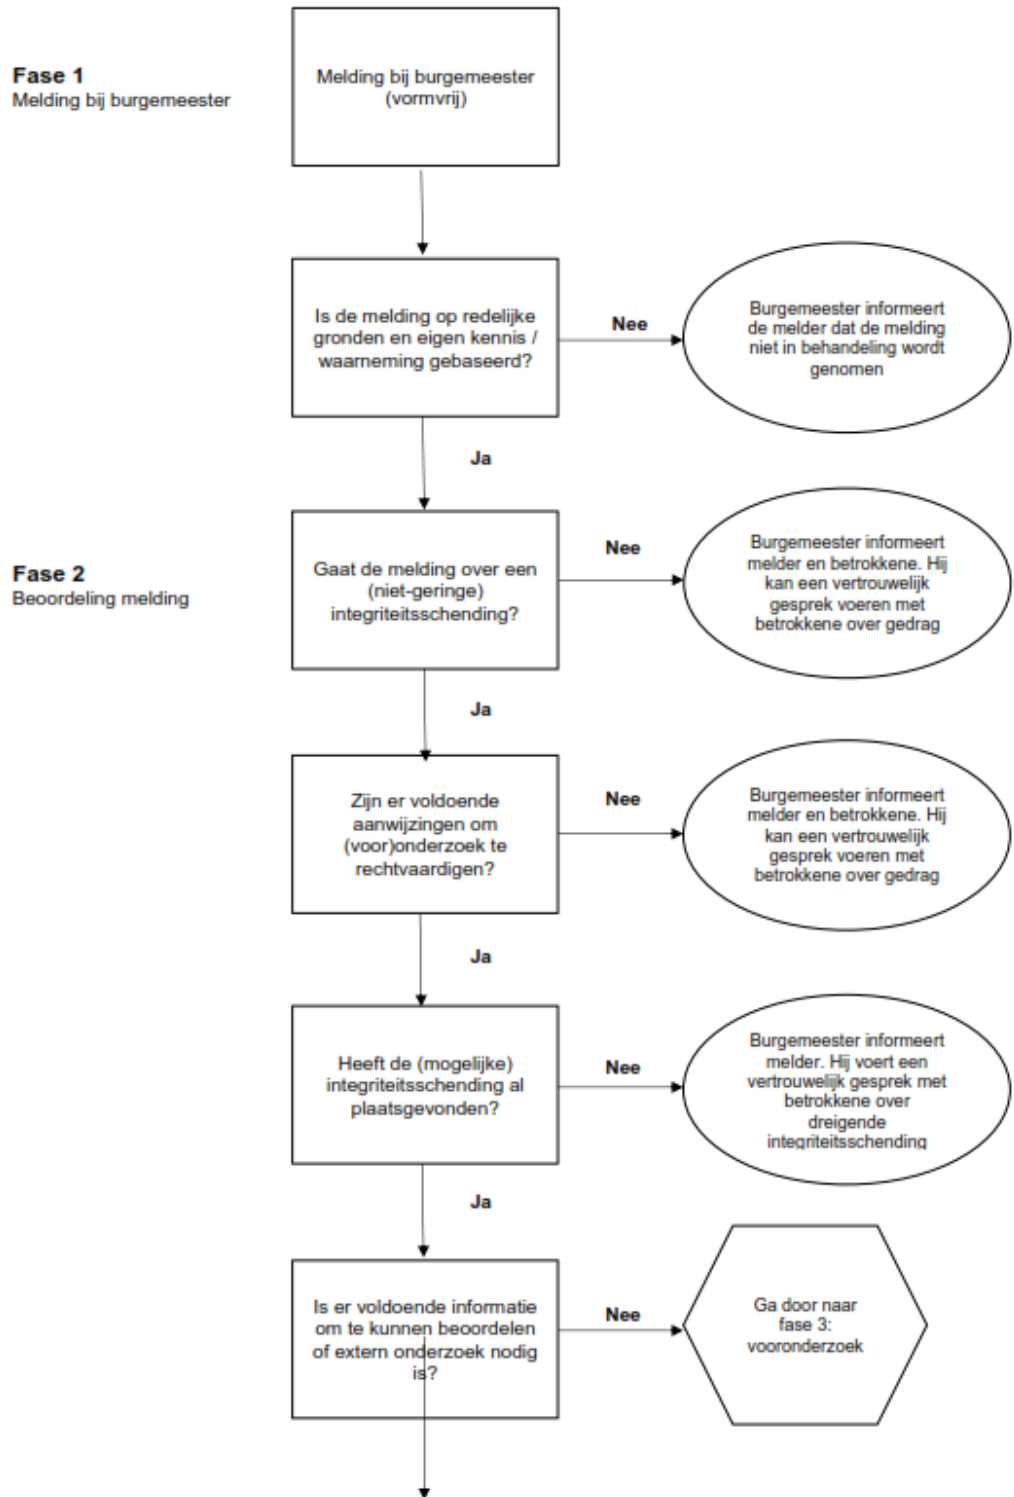 Fase 1
Melding bij burgemeester
Melding bij burgemeester
(vormvrij)
Is de melding op redelijke
gronden en eigen kennis /
waarneming gebaseerd?
Nee
Burgemeester informeert
de melder dat de melding
niet in behandeling wordt
genomen
Ja
Fase 2
Beoordeling melding
Gaat de melding over een
(niet-geringe)
integriteitsschending?
Nee
Burgemeester informeert
melder en betrokkene. Hij
kan een vertrouwelijk
gesprek voeren met
betrokkene over gedrag
Ja
Zijn er voldoende
aanwijzingen om
(voor)onderzoek te
rechtvaardigen?
Nee
Burgemeester informeert
melder en betrokkene. Hij
kan een vertrouwelijk
gesprek voeren met
betrokkene over gedrag
Ja
Heeft de (mogelijke)
integriteitsschending al
plaatsgevonden?
Nee
Burgemeester informeert
melder. Hij voert een
vertrouwelijk gesprek met
betrokkene over
dreigende
integriteitsschending
Ja
Is er voldoende informatie
om te kunnen beoordelen
of extern onderzoek nodig
is?
Nee
Ga door naar
fase 3:
vooronderzoek